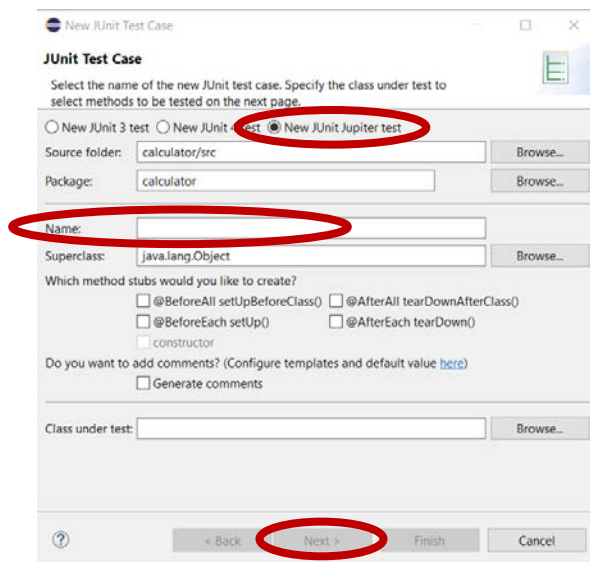 New JUnit Test Case
JUnit Test Case
Select the name of the new JUnit test case. Specify the class under test to
select methods to be tested on the next page.
New JUnit 3 test New JUnit 4 test New JUnit Jupiter test
Source folder: calculator/src Browse...
Package: calculator Browse...
Name:
Superclass: java.lang.Object Browse...
Which method stubs would you like to create?
@BeforeAll setUpBeforeClass() @AfterAll tearDownAfterClass()
@BeforeEach setUp() @AfterEach tearDown()
constructor
Do you want to add comments? (Configure templates and default value here)
Generate comments
Class under test: Browse...
? < Back Next > Finish Cancel